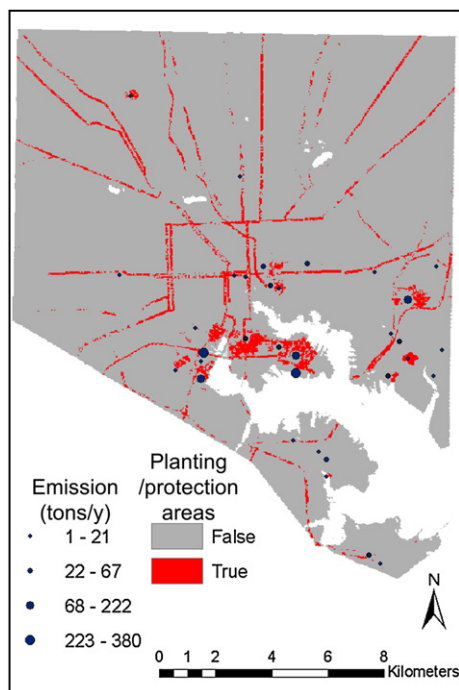 Emission
(tons/y)
1 - 21
22 - 67
68 - 222
223 - 380
Planting
/protection
areas
False
True
N
0 1 2 4 6 8
Kilometers